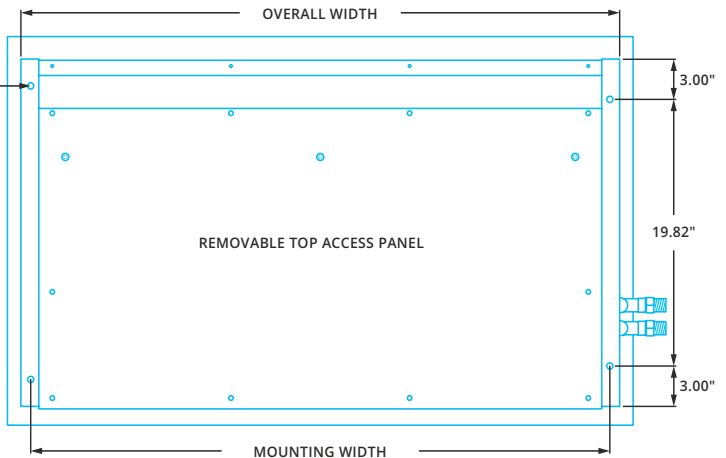 OVERALL WIDTH
3.00"
19.82"
REMOVABLE TOP ACCESS PANEL
3.00"
MOUNTING WIDTH